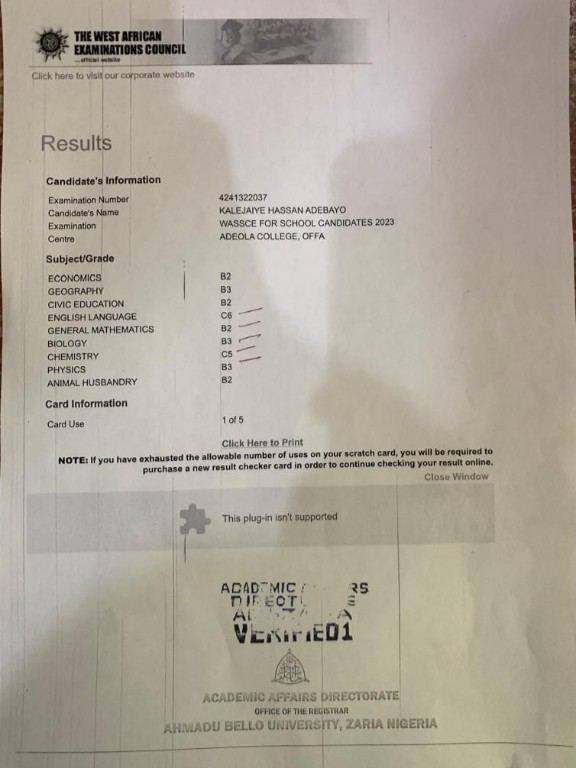 THE WEST AFRICAN
EXAMINATIONS COUNCIL
...official website
Click here to visit our corporate website
Results
Candidate's Information
Examination Number 4241322037
Candidate's Name KALEJAIYE HASSAN ADEBAYO
Examination WASSCE FOR SCHOOL CANDIDATES 2023
Centre ADEOLA COLLEGE, OFFA
Subject/Grade
ECONOMICS B2
GEOGRAPHY B3
CIVIC EDUCATION B2
ENGLISH LANGUAGE C6
GENERAL MATHEMATICS B2
BIOLOGY B3
CHEMISTRY C5
PHYSICS B3
ANIMAL HUSBANDRY B2
Card Information
Card Use 1 of 5
Click Here to Print
NOTE: If you have exhausted the allowable number of uses on your scratch card, you will be required to
purchase a new result checker card in order to continue checking your result online.
Close Window
This plug-in isn't supported
VERIFIED1
ACADEMIC AFFAIRS DIRECTORATE
OFFICE OF THE REGISTRAR
AHMADU BELLO UNIVERSITY, ZARIA NIGERIA